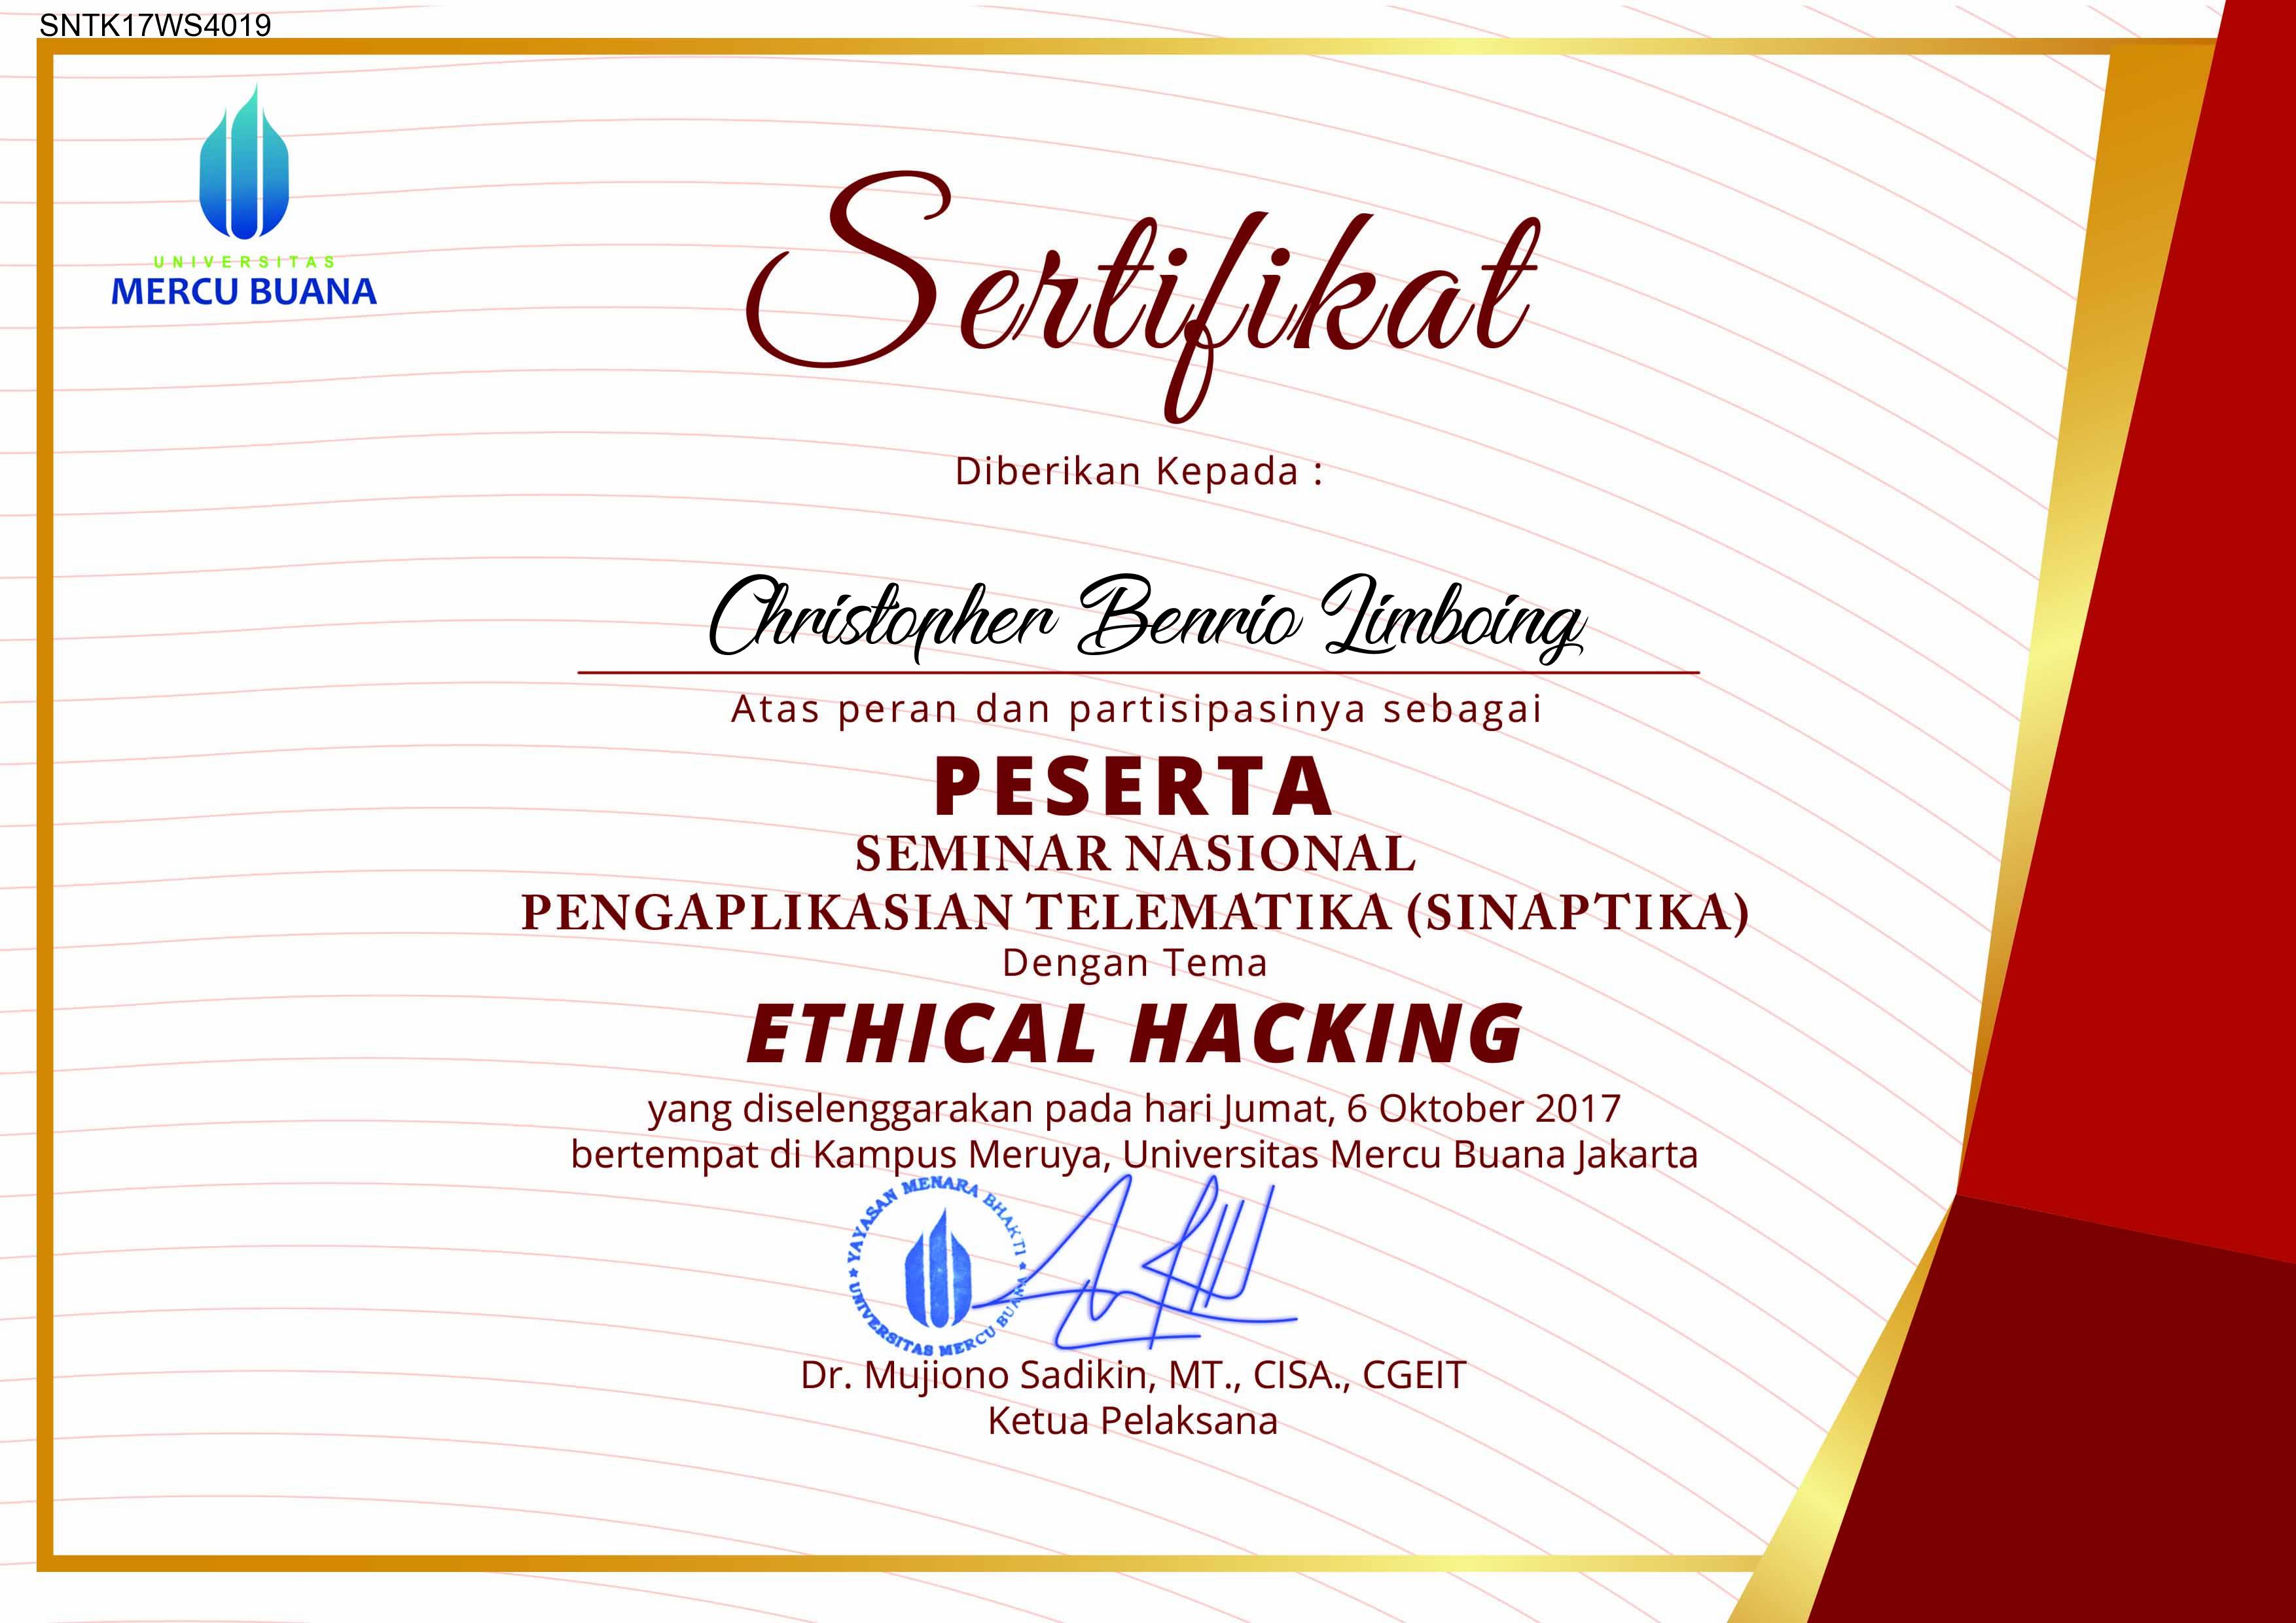 SNTK17WS4019
UNIVERSITAS
MERCU BUANA
Sertifikat
Diberikan Kepada :
Christopher Benrio Limboing
Atas peran dan partisipasinya sebagai
PESERTA
SEMINAR NASIONAL
PENGAPLIKASIAN TELEMATIKA (SINAPTIKA)
Dengan Tema
ETHICAL HACKING
yang diselenggarakan pada hari Jumat, 6 Oktober 2017
bertempat di Kampus Meruya, Universitas Mercu Buana Jakarta
YAYASAN MENARA BHAKTI
UNIVERSITAS MERCU BUANA
Dr. Mujiono Sadikin, MT., CISA., CGEIT
Ketua Pelaksana